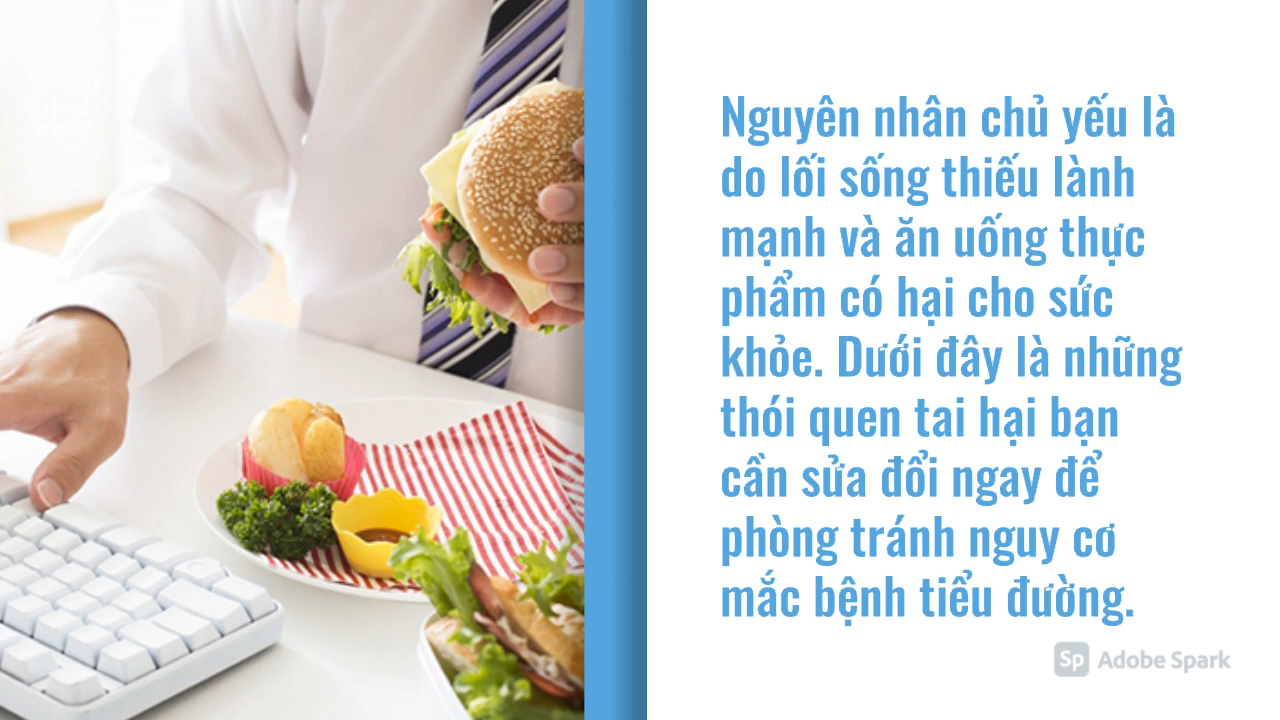 Nguyên nhân chủ yếu là
do lối sống thiếu lành
mạnh và ăn uống thực
phẩm có hại cho sức
khỏe. Dưới đây là những
thói quen tai hại bạn
cần sửa đổi ngay để
phòng tránh nguy cơ
mắc bệnh tiểu đường.
Sp Adobe Spark